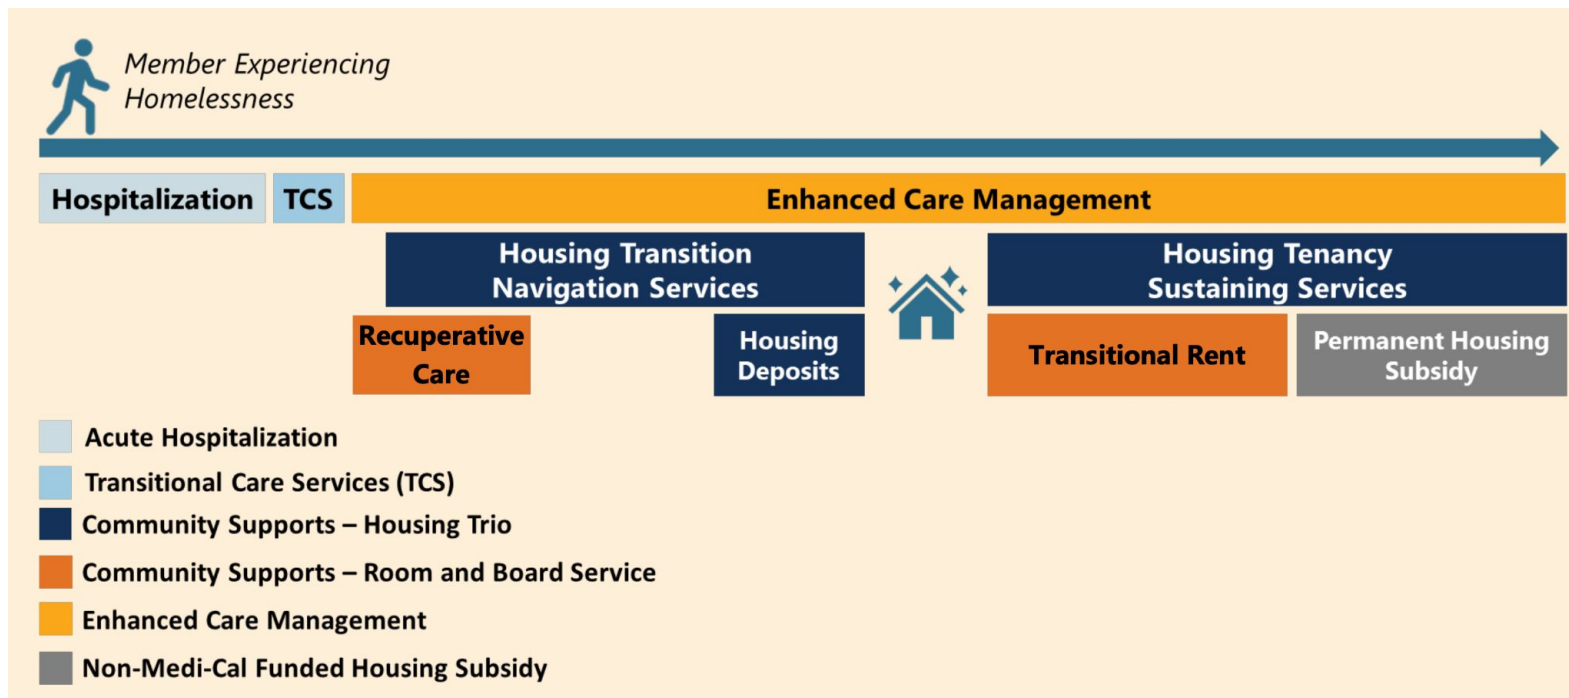 Member Experiencing
Homelessness
Hospitalization
TCS
Enhanced Care Management
Housing Transition
Navigation Services
Housing Tenancy
Sustaining Services
Recuperative
Care
Housing
Deposits
Transitional Rent
Permanent Housing
Subsidy
Acute Hospitalization
Transitional Care Services (TCS)
Community Supports – Housing Trio
Community Supports – Room and Board Service
Enhanced Care Management
Non-Medi-Cal Funded Housing Subsidy